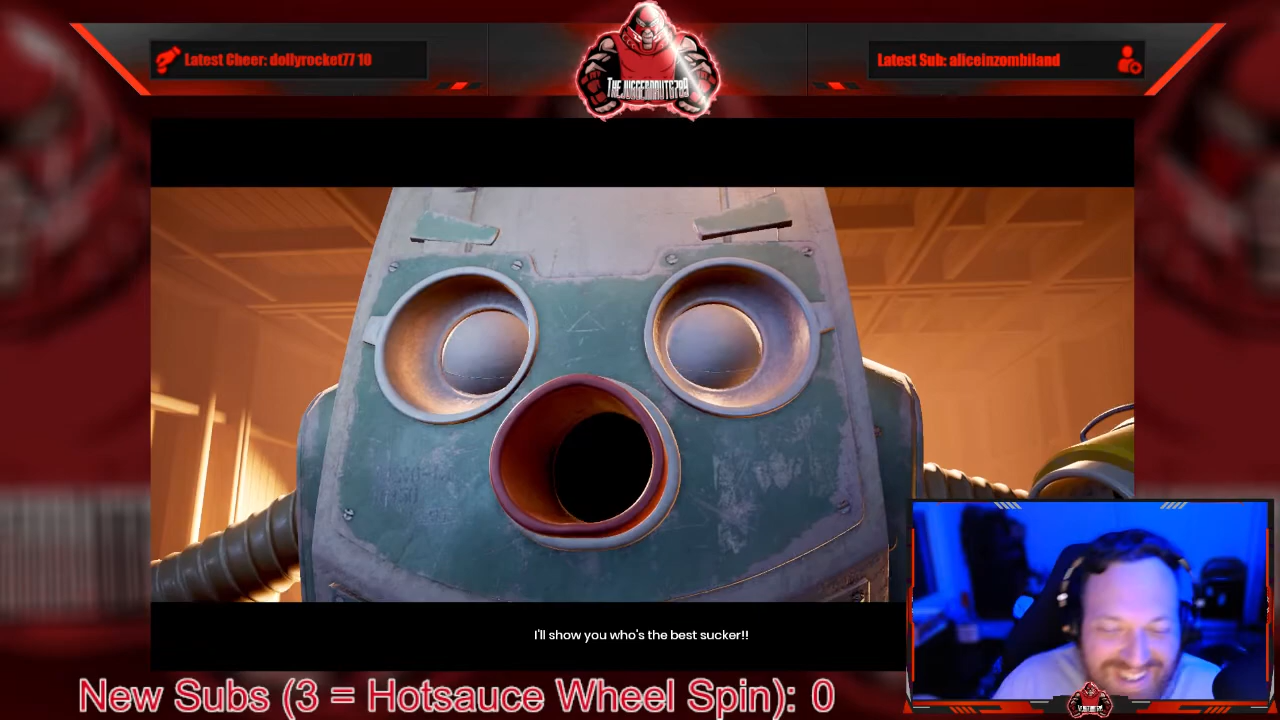 Latest Cheer: dollyrocket77 10
THEJUGGERNAUTG789
Latest Sub: aliceinzombiland
I'll show you who's the best sucker!!
New Subs (3 = Hotsauce Wheel Spin): 0